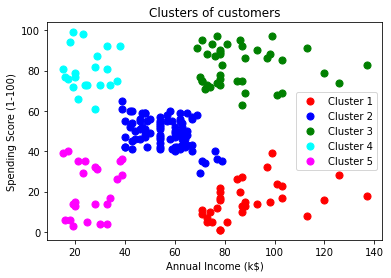 Clusters of customers
Spending Score (1-100)
100
80
60
40
20
0
Cluster 1
Cluster 2
Cluster 3
Cluster 4
Cluster 5
20
40
60
80
100
120
140
Annual Income (k$)